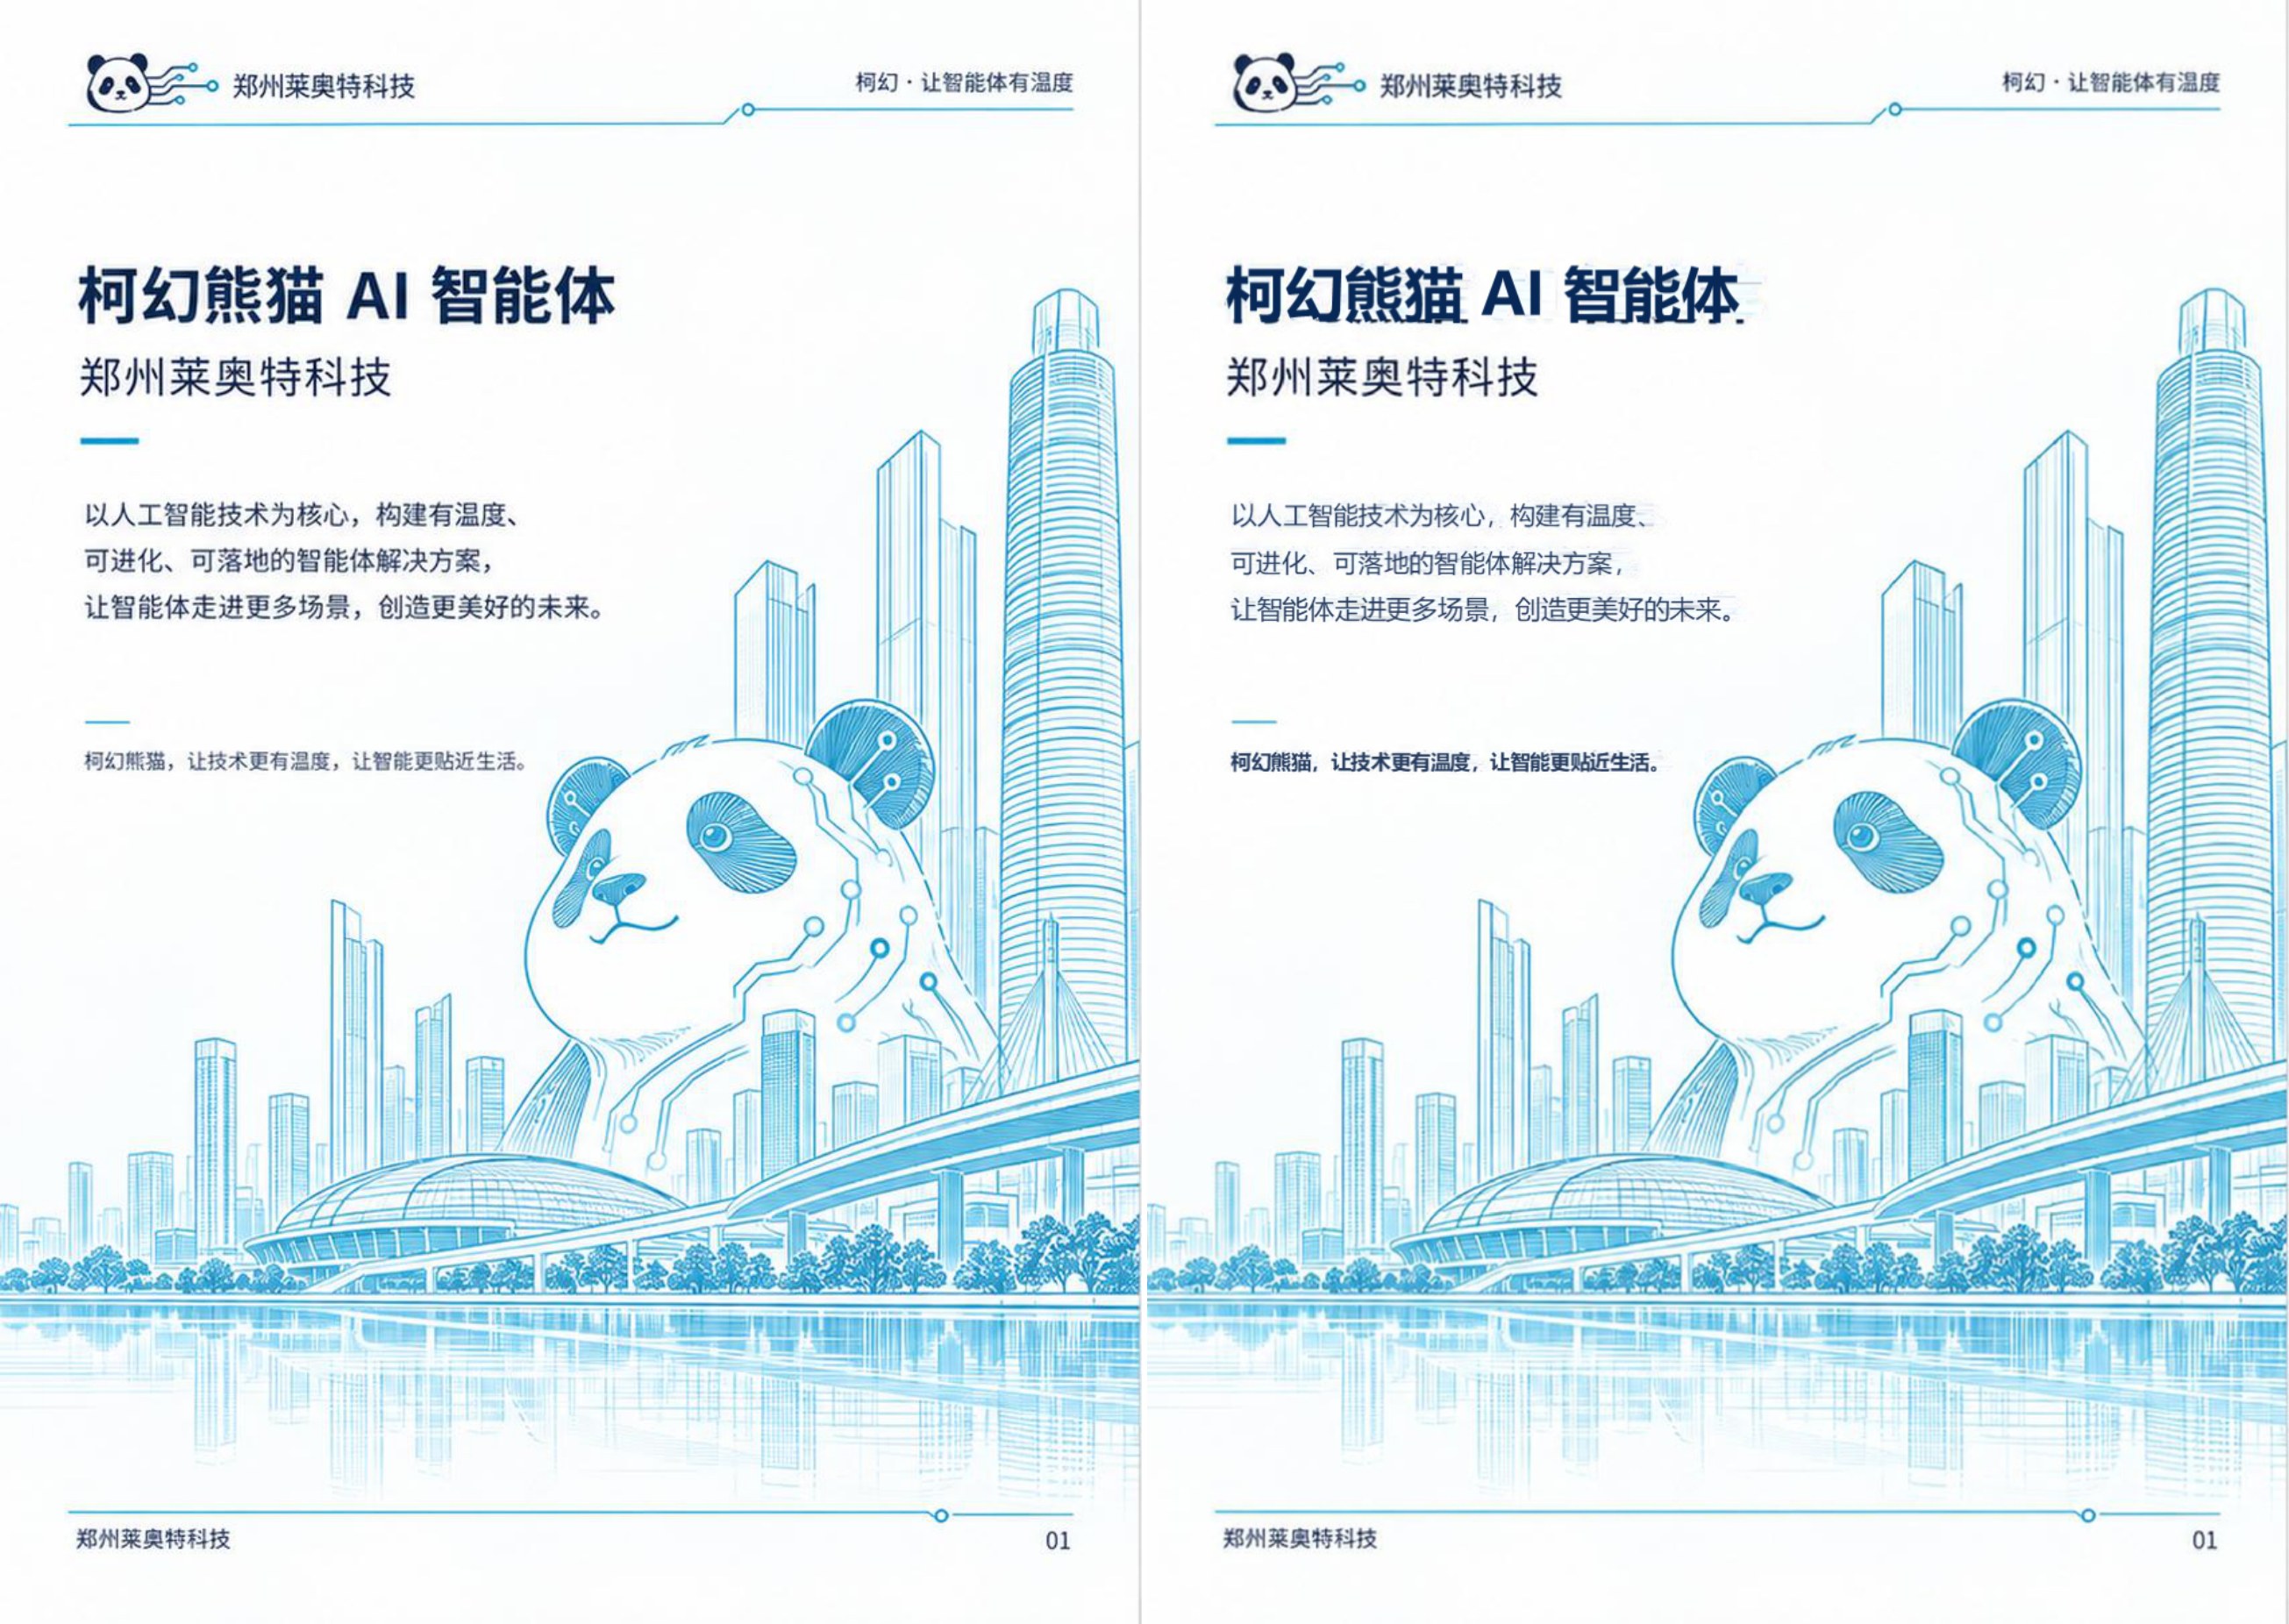 郑州莱奥特科技
柯幻·让智能体有温度
柯幻熊猫 AI 智能体
郑州莱奥特科技
以人工智能技术为核心，构建有温度、
可进化、可落地的智能体解决方案，
让智能体走进更多场景，创造更美好的未来。
柯幻熊猫，让技术更有温度，让智能更贴近生活。
郑州莱奥特科技
01
郑州莱奥特科技
柯幻·让智能体有温度
柯幻熊猫 AI 智能体
郑州莱奥特科技
以人工智能技术为核心，构建有温度、
可进化、可落地的智能体解决方案，
让智能体走进更多场景，创造更美好的未来。
柯幻熊猫，让技术更有温度，让智能更贴近生活。
郑州莱奥特科技
01